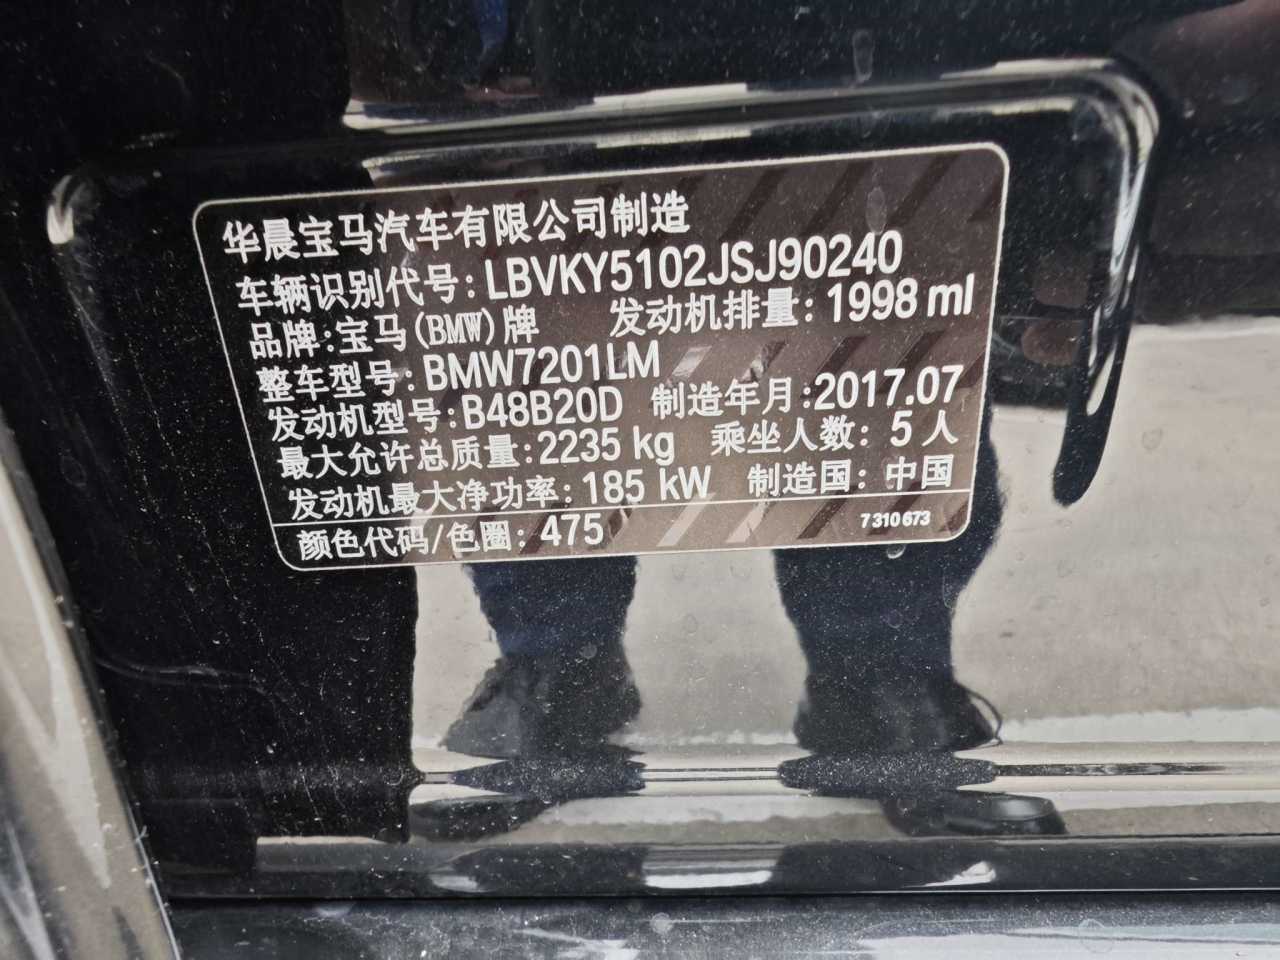 华晨宝马汽车有限公司制造
车辆识别代号:LBVKY5102JSJ90240
品牌:宝马(BMW)牌 发动机排量:1998 ml
整车型号:BMW7201LM
发动机型号:B48B20D 制造年月:2017.07
最大允许总质量:2235 kg 乘坐人数: 5 人
发动机最大净功率:185 kW 制造国: 中国
颜色代码/色圈: 475 7310673